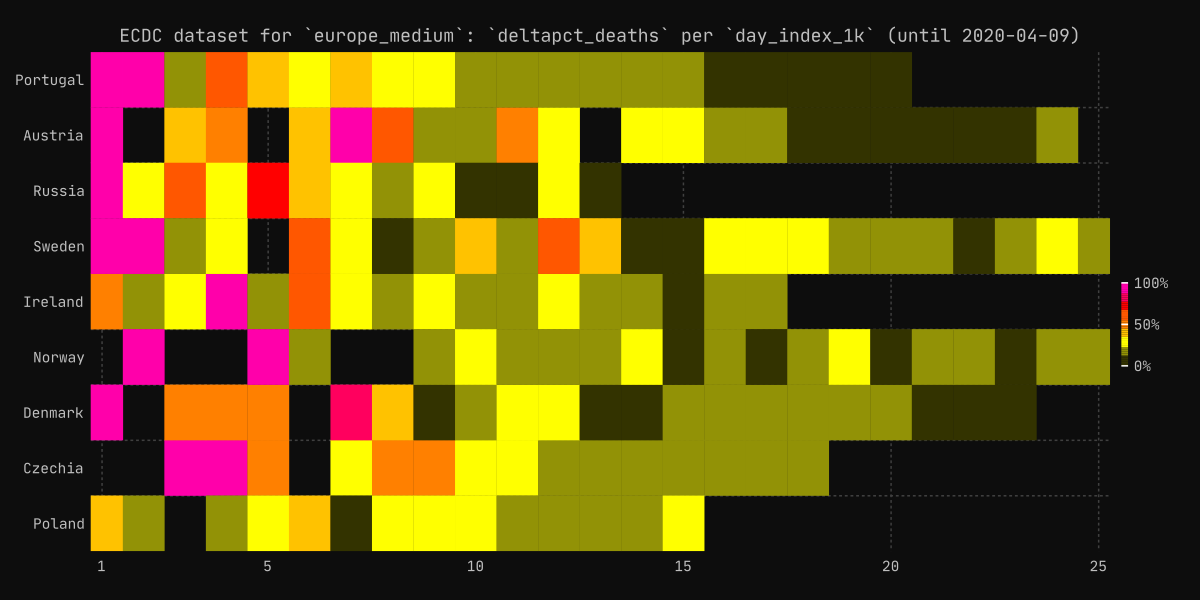 ECDC dataset for `europe_medium`: `deltapct_deaths` per `day_index_1k` (until 2020-04-09)
Portugal
Austria
Russia
Sweden
Ireland
Norway
Denmark
Czechia
Poland
1 5 10 15 20 25
100%
50%
0%